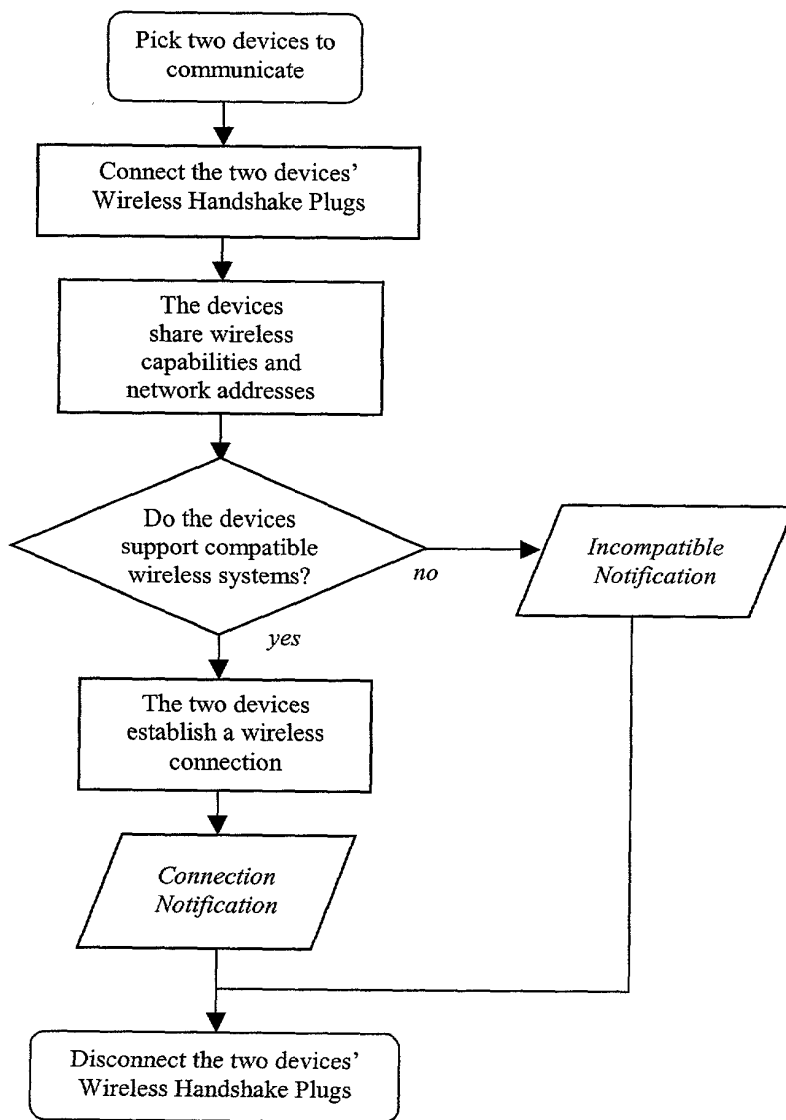 Pick two devices to
communicate
Connect the two devices'
Wireless Handshake Plugs
The devices
share wireless
capabilities and
network addresses
Do the devices
support compatible
wireless systems?
no
Incompatible
Notification
yes
The two devices
establish a wireless
connection
Connection
Notification
Disconnect the two devices'
Wireless Handshake Plugs